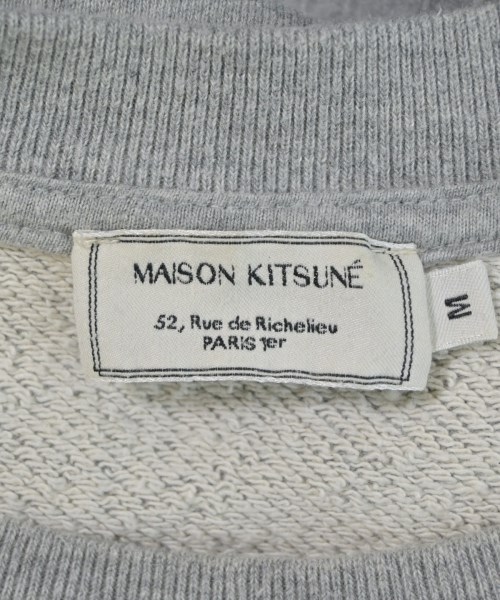 MAISON KITSUNÉ
52, Rue de Richelieu
PARIS 1er
M